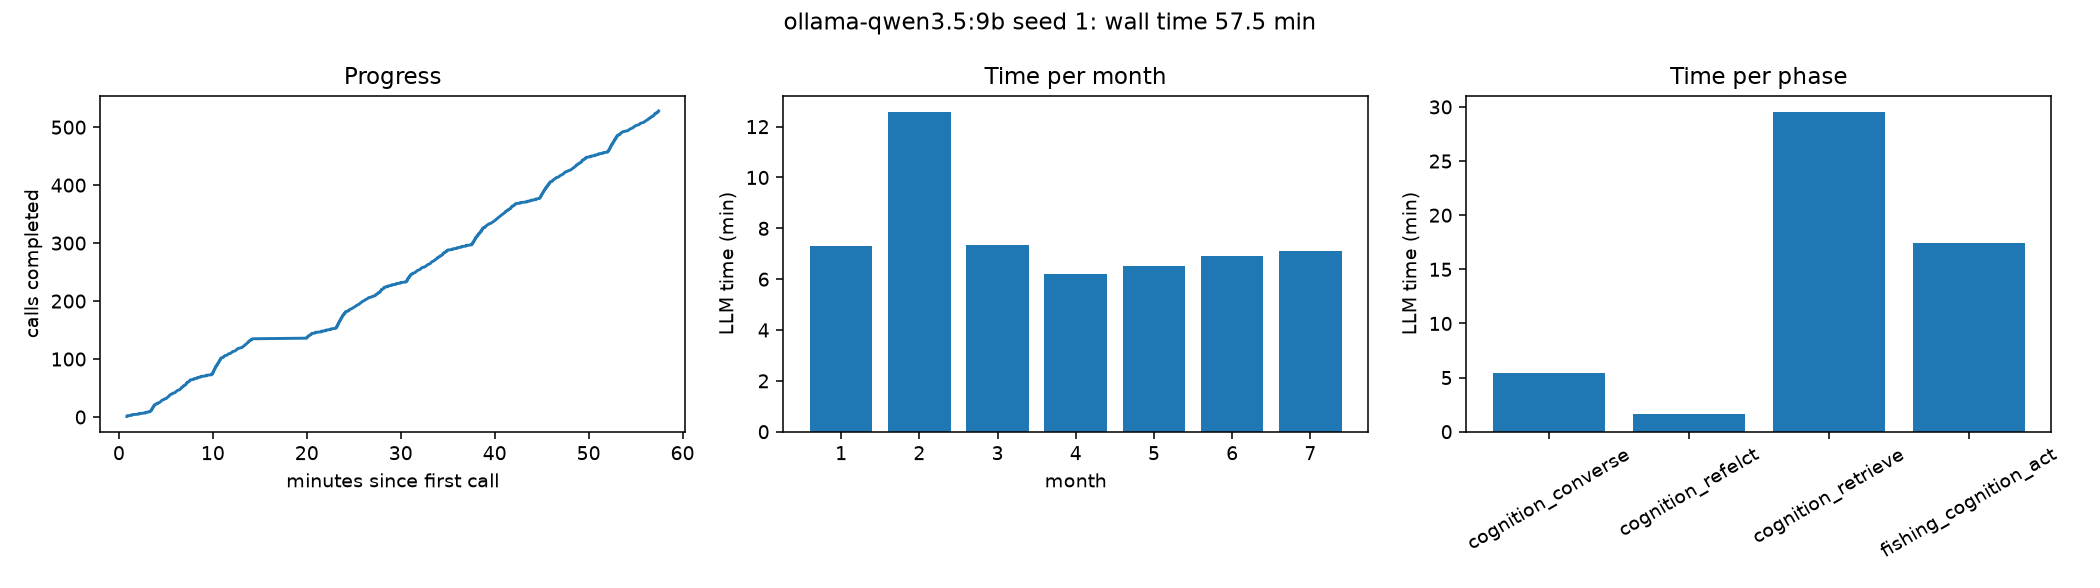 ollama-qwen3.5:9b seed 1: wall time 57.5 min
Progress
calls completed
500
400
300
200
100
0
0 10 20 30 40 50 60
minutes since first call
Time per month
LLM time (min)
12
10
8
6
4
2
0
1 2 3 4 5 6 7
month
Time per phase
LLM time (min)
30
25
20
15
10
5
0
cognition_converse
cognition_refelct
cognition_retrieve
fishing_cognition_act